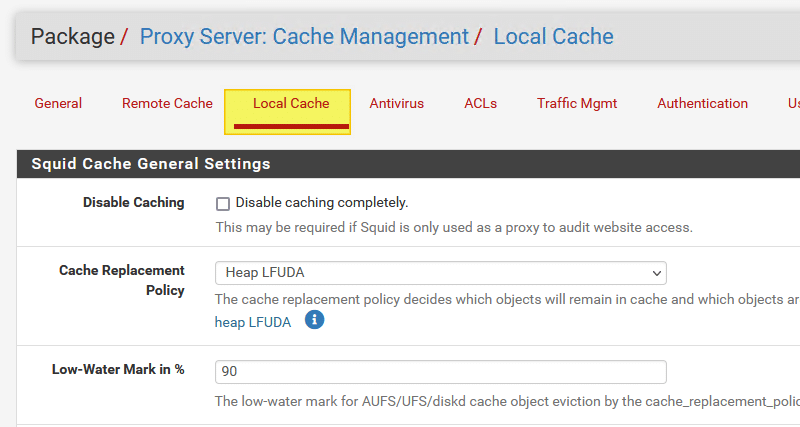 Package / Proxy Server: Cache Management / Local Cache
General Remote Cache Local Cache Antivirus ACLs Traffic Mgmt Authentication
Squid Cache General Settings
Disable Caching Disable caching completely.
This may be required if Squid is only used as a proxy to audit website access.
Cache Replacement Policy Heap LFUDA
The cache replacement policy decides which objects will remain in cache and which objects
heap LFUDA
Low-Water Mark in % 90
The low-water mark for AUFS/UFS/diskd cache object eviction by the